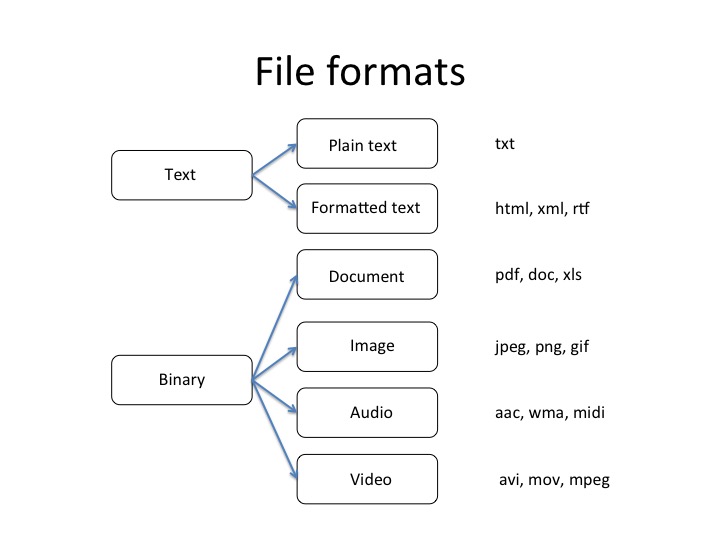 File formats
Text
Plain text
txt
Formatted text
html, xml, rtf
Binary
Document
pdf, doc, xls
Image
jpeg, png, gif
Audio
aac, wma, midi
Video
avi, mov, mpeg